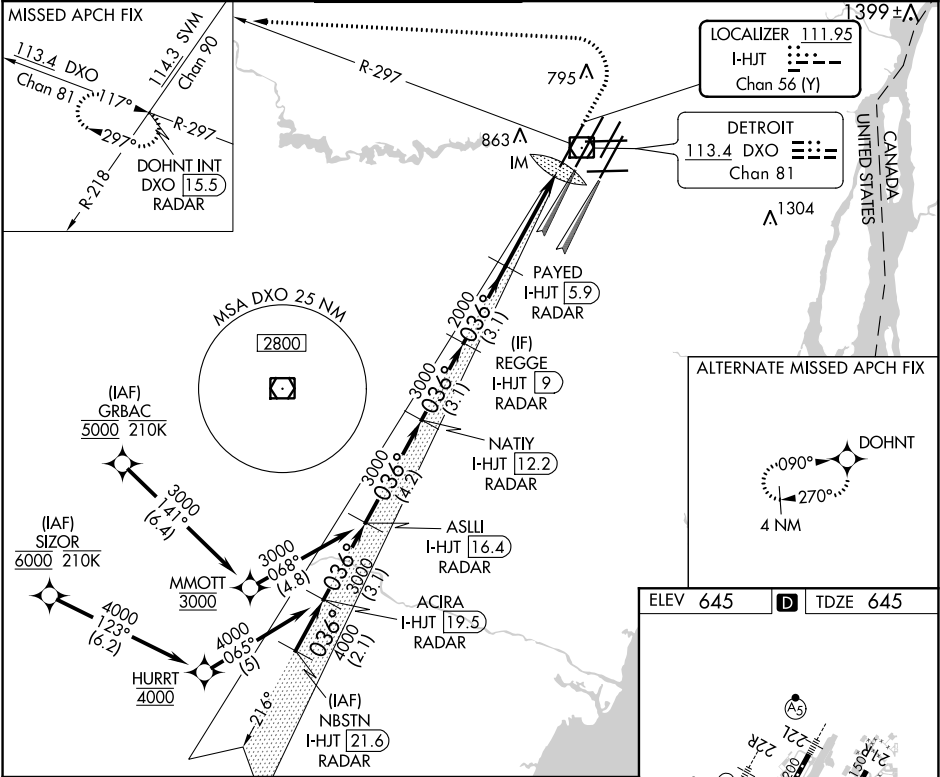 MISSED APCH FIX
113.4 DXO
Chan 81
114.3 SVM
Chan 90
117°
297°
R-297
R-218
DOHNT INT
DXO 15.5
RADAR
R-297
795
863
IM
1399 ±
LOCALIZER 111.95
I-HJT
Chan 56 (Y)
DETROIT
113.4 DXO
Chan 81
CANADA
UNITED STATES
1304
PAYED
I-HJT 5.9
RADAR
2000
036°
(3.1)
(IF)
REGGE
I-HJT 9
RADAR
3000
036°
(3.1)
NATIY
I-HJT 12.2
RADAR
3000
036°
(4.2)
ASLLI
I-HJT 16.4
RADAR
036°
3000
(3.1)
ACIRA
I-HJT 19.5
RADAR
036°
4000
(2.1)
(IAF)
NBSTN
I-HJT 21.6
RADAR
216°
MSA DXO 25 NM
2800
(IAF)
GRBAC
5000 210K
3000
141°
(6.4)
(IAF)
SIZOR
6000 210K
4000
123°
(6.2)
MMOTT
3000
3000
068°
(4.8)
HURRT
4000
4000
065°
(5)
ALTERNATE MISSED APCH FIX
DOHNT
090°
270°
4 NM
ELEV 645
D
TDZE 645
A5
22R
22L
21R